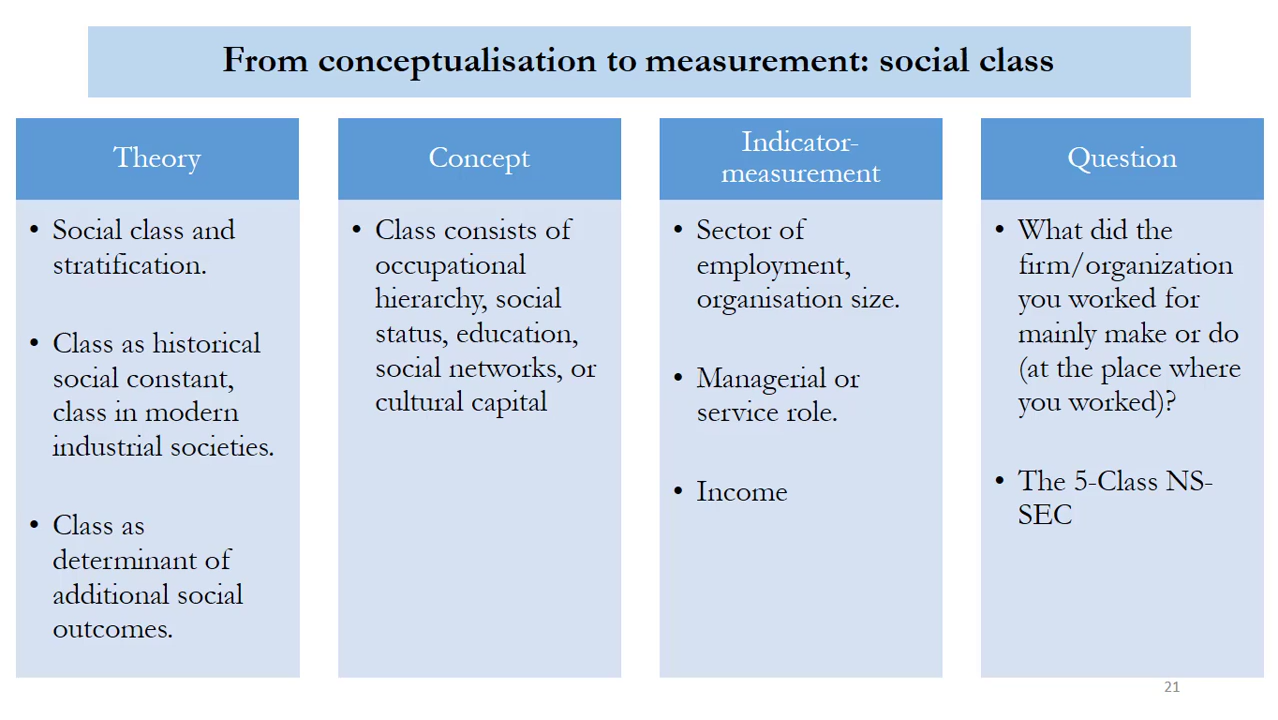 From conceptualisation to measurement: social class
Theory
• Social class and
stratification.
• Class as historical
social constant,
class in modern
industrial societies.
• Class as
determinant of
additional social
outcomes.
Concept
• Class consists of
occupational
hierarchy, social
status, education,
social networks, or
cultural capital
Indicator-
measurement
• Sector of
employment,
organisation size.
• Managerial or
service role.
• Income
Question
• What did the
firm/organization
you worked for
mainly make or do
(at the place where
you worked)?
• The 5-Class NS-
SEC
21